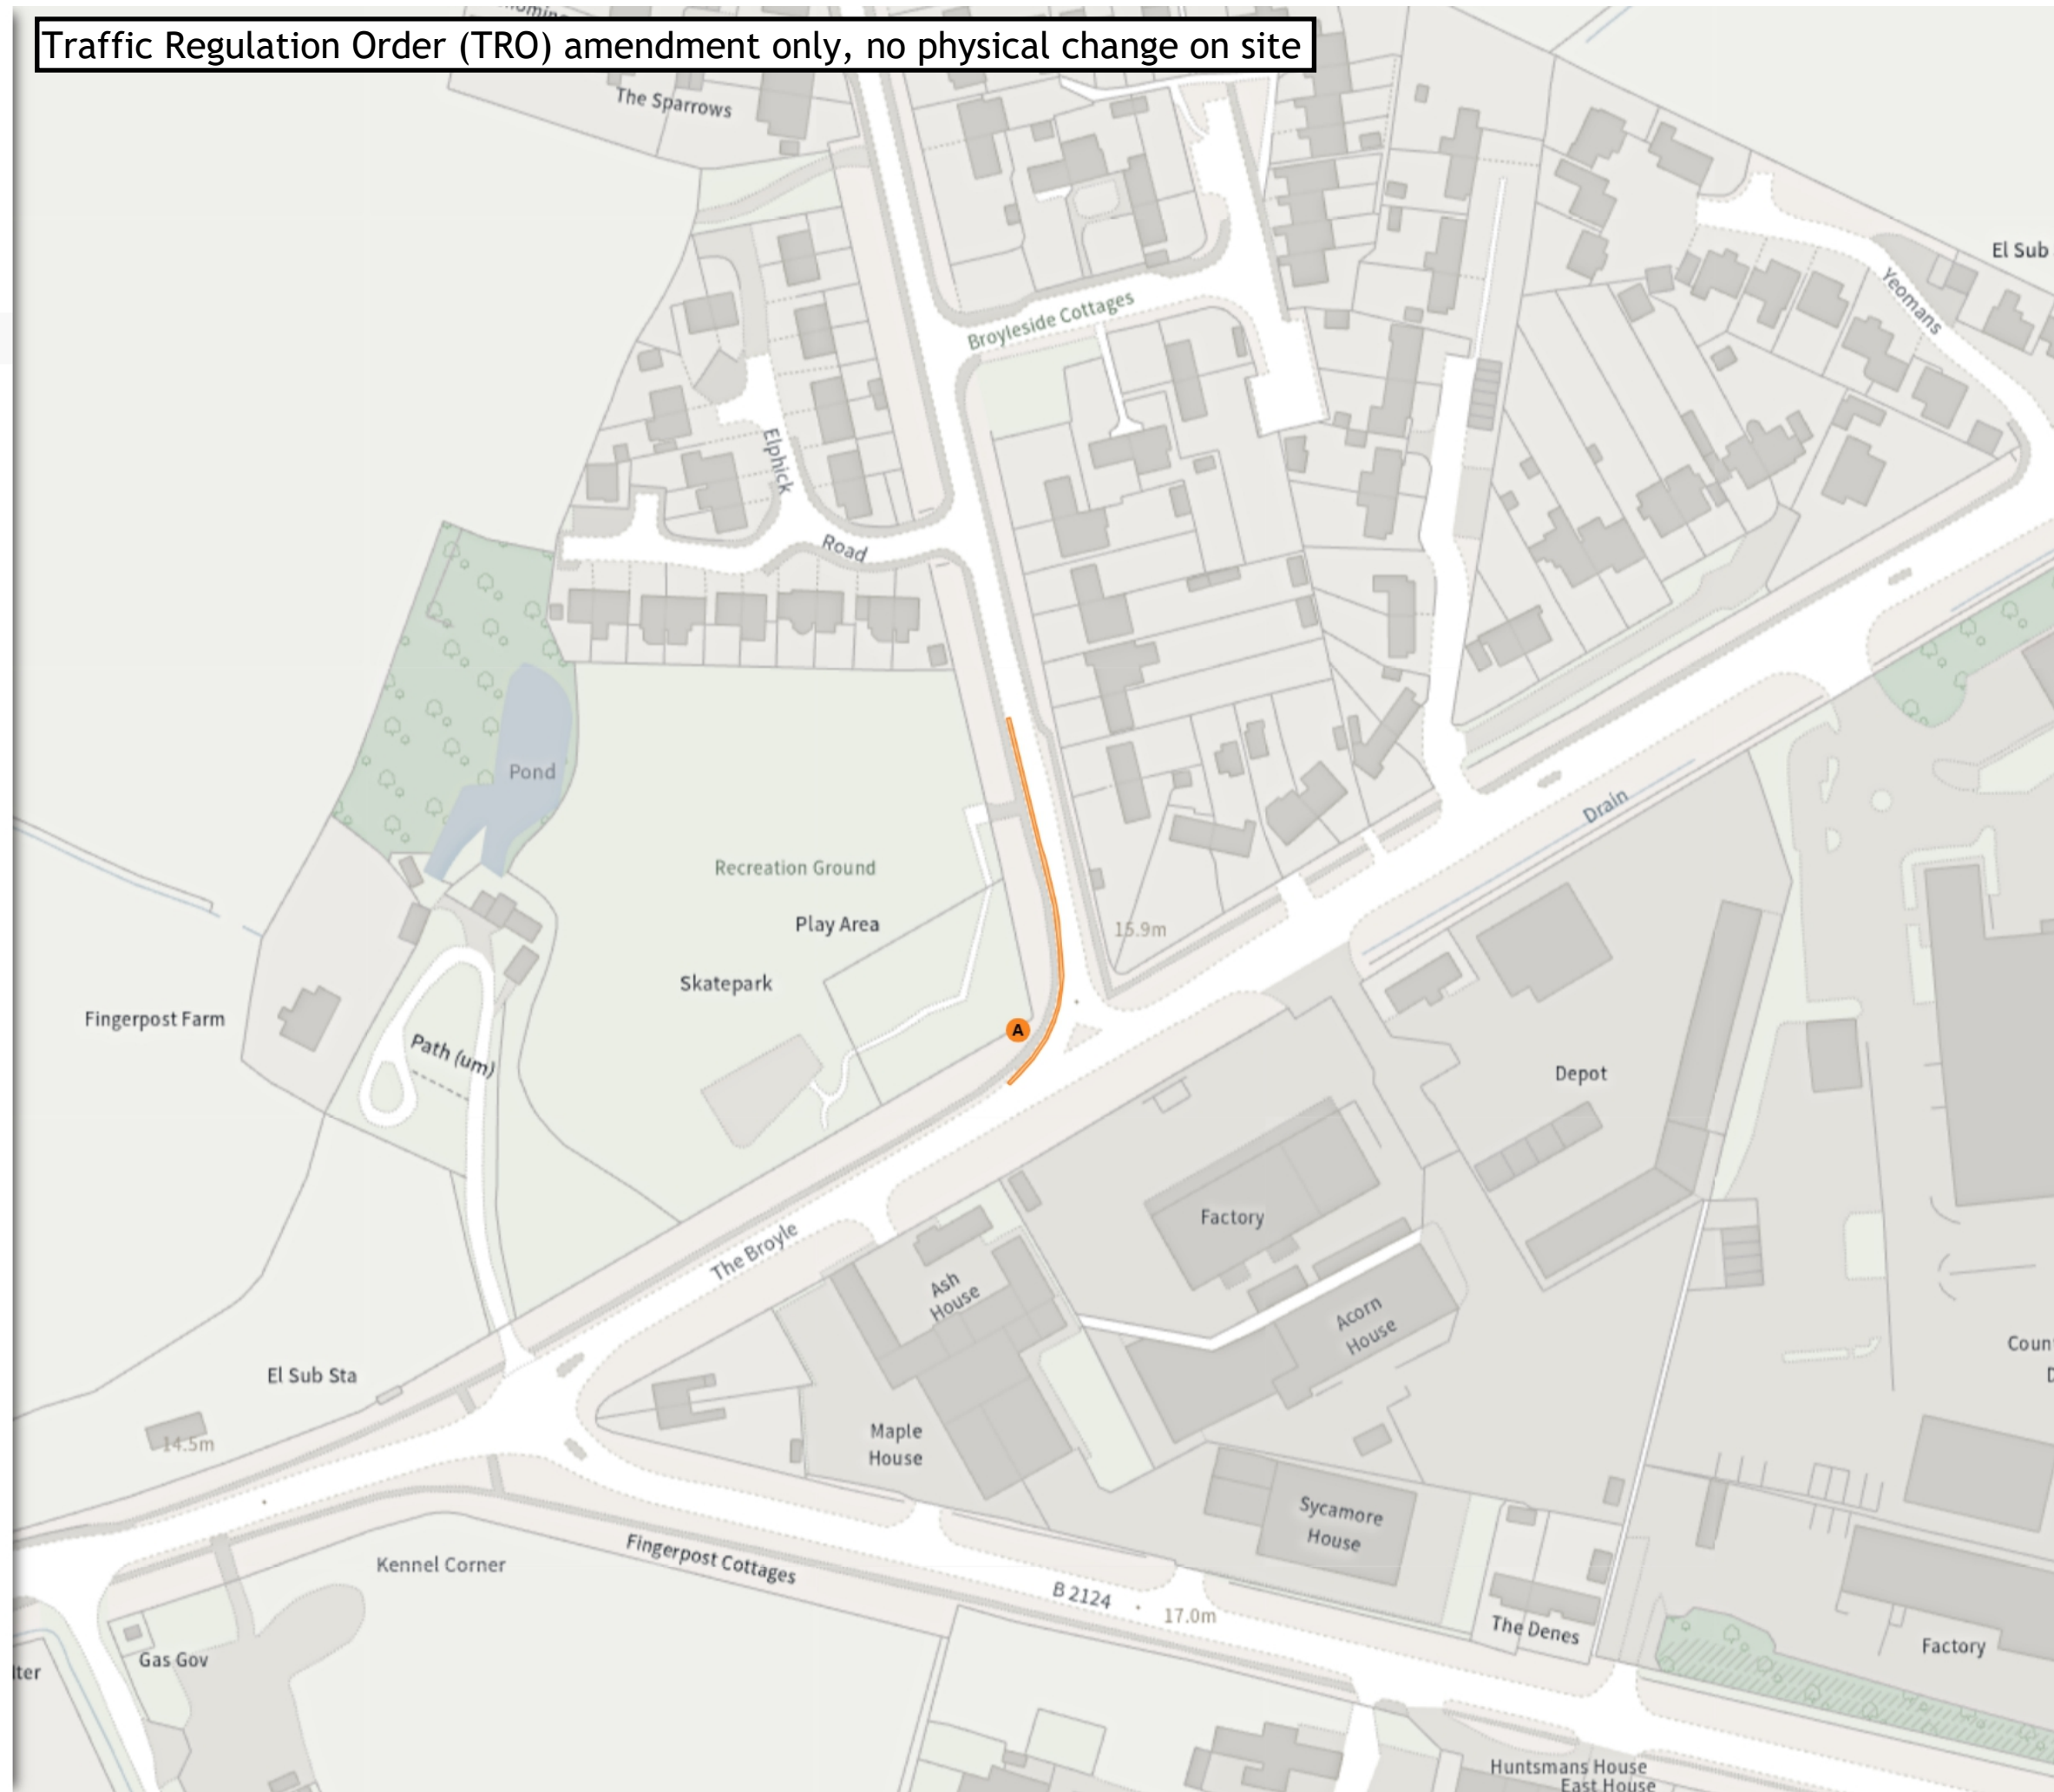 Traffic Regulation Order (TRO) amendment only, no physical change on site
The Sparrows
El Sub
Yeomans
Broyleside Cottages
Elphick
Road
Pond
Drain
Recreation Ground
Play Area
15.9m
Skatepark
Fingerpost Farm
A
Path (um)
Depot
Factory
The Broyle
Ash
House
Acorn
House
Coun
El Sub Sta
Maple
House
14.5m
Sycamore
House
Fingerpost Cottages
Kennel Corner
B 2124
17.0m
The Denes
Factory
Gas Gov
lter
Huntsmans House
East House